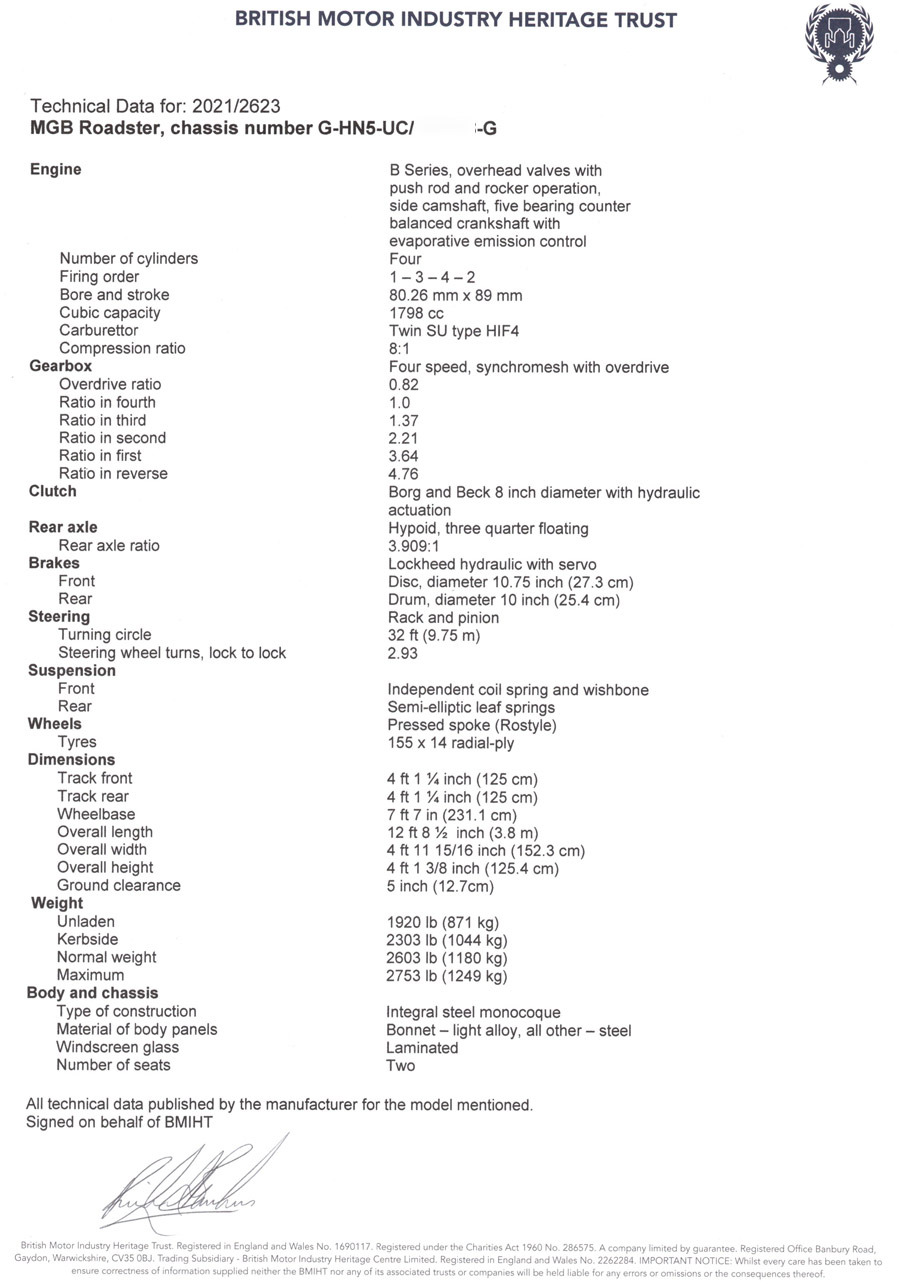 BRITISH MOTOR INDUSTRY HERITAGE TRUST
Technical Data for: 2021/2623
MGB Roadster, chassis number G-HN5-UC/ -G
Engine B Series, overhead valves with
push rod and rocker operation,
side camshaft, five bearing counter
balanced crankshaft with
evaporative emission control
Number of cylinders Four
Firing order 1 – 3 – 4 – 2
Bore and stroke 80.26 mm x 89 mm
Cubic capacity 1798 cc
Carburettor Twin SU type HIF4
Compression ratio 8:1
Gearbox Four speed, synchromesh with overdrive
Overdrive ratio 0.82
Ratio in fourth 1.0
Ratio in third 1.37
Ratio in second 2.21
Ratio in first 3.64
Ratio in reverse 4.76
Clutch Borg and Beck 8 inch diameter with hydraulic
actuation
Rear axle Hypoid, three quarter floating
Rear axle ratio 3.909:1
Brakes Lockheed hydraulic with servo
Front Disc, diameter 10.75 inch (27.3 cm)
Rear Drum, diameter 10 inch (25.4 cm)
Steering Rack and pinion
Turning circle 32 ft (9.75 m)
Steering wheel turns, lock to lock 2.93
Suspension
Front Independent coil spring and wishbone
Rear Semi-elliptic leaf springs
Wheels Pressed spoke (Rostyle)
Tyres 155 x 14 radial-ply
Dimensions
Track front 4 ft 1 ¼ inch (125 cm)
Track rear 4 ft 1 ¼ inch (125 cm)
Wheelbase 7 ft 7 in (231.1 cm)
Overall length 12 ft 8 ½ inch (3.8 m)
Overall width 4 ft 11 15/16 inch (152.3 cm)
Overall height 4 ft 1 3/8 inch (125.4 cm)
Ground clearance 5 inch (12.7cm)
Weight
Unladen 1920 lb (871 kg)
Kerbside 2303 lb (1044 kg)
Normal weight 2603 lb (1180 kg)
Maximum 2753 lb (1249 kg)
Body and chassis
Type of construction Integral steel monocoque
Material of body panels Bonnet – light alloy, all other – steel
Windscreen glass Laminated
Number of seats Two
All technical data published by the manufacturer for the model mentioned.
Signed on behalf of BMIHT
British Motor Industry Heritage Trust. Registered in England and Wales No. 1690117. Registered under the Charities Act 1960 No. 286575. A company limited by guarantee. Registered Office Banbury Road,
Gaydon, Warwickshire, CV35 0BJ. Trading Subsidiary - British Motor Industry Heritage Centre Limited. Registered in England and Wales No. 2262284. IMPORTANT NOTICE: Whilst every care has been taken to
ensure correctness of information supplied neither the BMIHT nor any of its associated trusts or companies will be held liable for any errors or omissions or the consequences thereof.